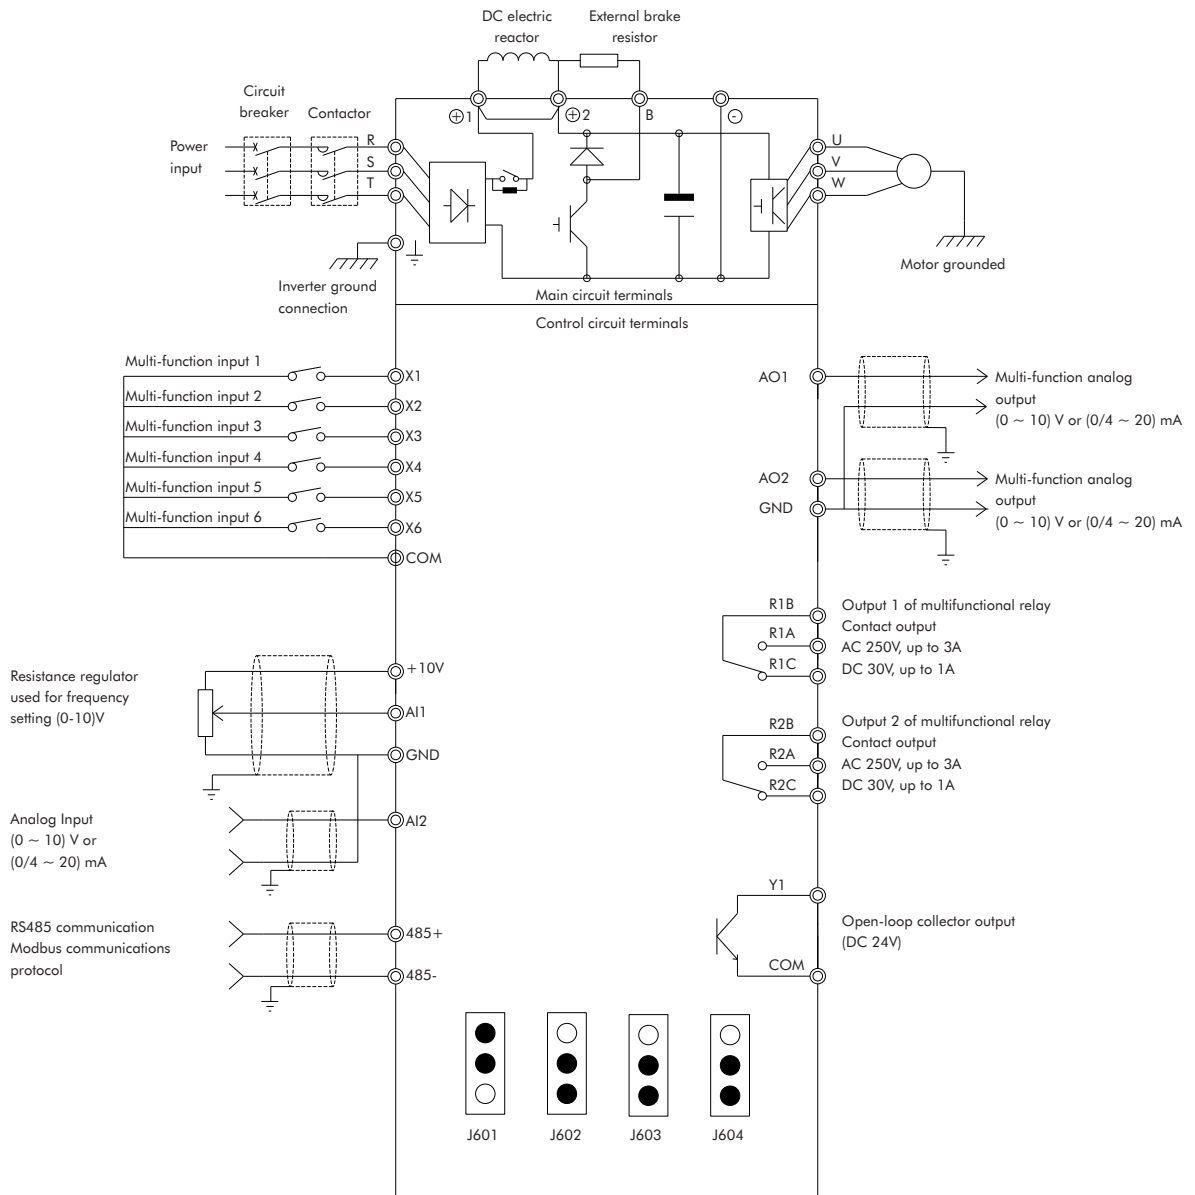 DC electric
reactor
External brake
resistor
Circuit
breaker
Contactor
Power
input
R
S
T
+1
+2
B
-
U
V
W
Motor grounded
Inverter ground
connection
Main circuit terminals
Control circuit terminals
Multi-function input 1
X1
Multi-function input 2
X2
Multi-function input 3
X3
Multi-function input 4
X4
Multi-function input 5
X5
Multi-function input 6
X6
COM
AO1
Multi-function analog
output
(0 ~ 10) V or (0/4 ~ 20) mA
AO2
GND
Multi-function analog
output
(0 ~ 10) V or (0/4 ~ 20) mA
R1B
R1A
R1C
Output 1 of multifunctional relay
Contact output
AC 250V, up to 3A
DC 30V, up to 1A
Resistance regulator
used for frequency
setting (0-10)V
+10V
AI1
GND
R2B
R2A
R2C
Output 2 of multifunctional relay
Contact output
AC 250V, up to 3A
DC 30V, up to 1A
Analog Input
(0 ~ 10) V or
(0/4 ~ 20) mA
AI2
RS485 communication
Modbus communications
protocol
485+
485-
Y1
COM
Open-loop collector output
(DC 24V)
J601
J602
J603
J604